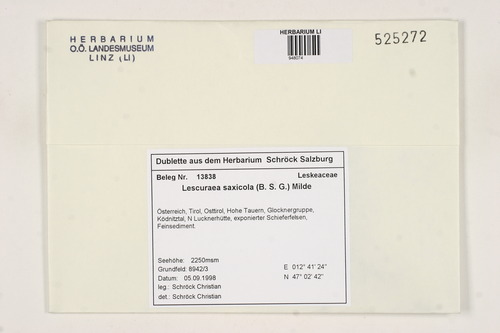 HERBARIUM
O.Ö. LANDESMUSEUM
LINZ (LI)
HERBARIUM LI
948074
525272
Dublette aus dem Herbarium Schröck Salzburg
Beleg Nr. 13838 Leskeaceae
Lescuraea saxicola (B. S. G.) Milde
Österreich, Tirol, Osttirol, Hohe Tauern, Glocknergruppe,
Ködnitztal, N Lucknerhütte, exponierter Schieferfelsen,
Feinsediment.
Seehöhe: 2250msm
Grundfeld: 8942/3 E 012° 41' 24"
Datum: 05.09.1998 N 47° 02' 42"
leg.: Schröck Christian
det.: Schröck Christian